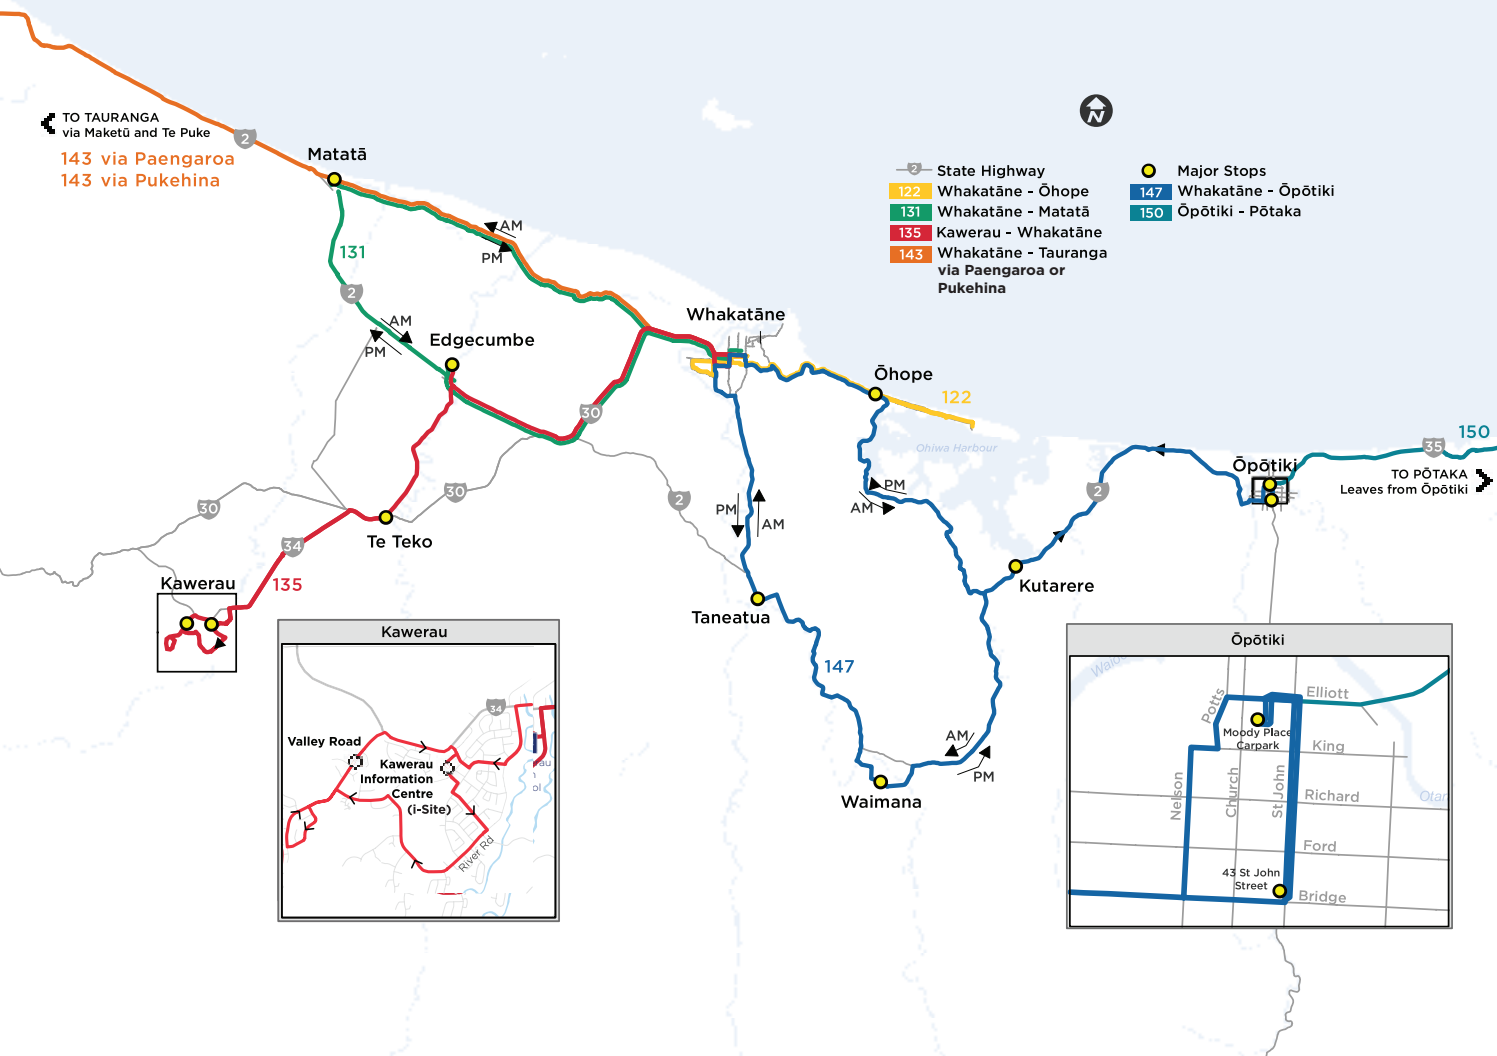 TO TAURANGA
via Maketū and Te Puke
143 via Paengaroa
143 via Pukehina
2
Matatā
AM
PM
131
2
AM
PM
Edgecumbe
Whakatāne
Ōhope
122
Ohiwa Harbour
30
30
30
2
PM
AM
PM
AM
2
35
150
TO PŌTAKA
Leaves from Ōpōtiki
Ōpōtiki
2
State Highway
122
Whakatāne - Ōhope
131
Whakatāne - Matatā
135
Kawerau - Whakatāne
143
Whakatāne - Tauranga
via Paengaroa or
Pukehina
Major Stops
147
Whakatāne - Ōpōtiki
150
Ōpōtiki - Pōtaka
Te Teko
34
135
Kawerau
Taneatua
Kutarere
147
AM
PM
Waimana
Kawerau
34
Valley Road
Kawerau
Information
Centre
(i-Site)
River Rd
Ōpōtiki
Potts
Elliott
Moody Place
Carpark
King
Nelson
Church
St John
Richard
Ford
43 St John
Street
Bridge